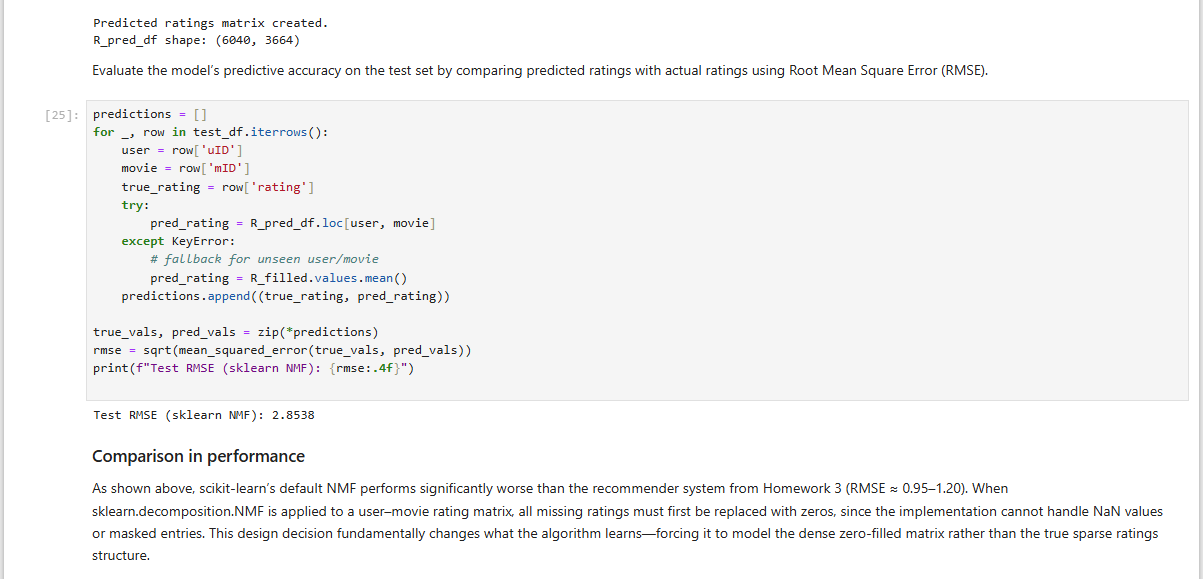 Predicted ratings matrix created.
R_pred_df shape: (6040, 3664)
Evaluate the model’s predictive accuracy on the test set by comparing predicted ratings with actual ratings using Root Mean Square Error (RMSE).
[25]:
predictions = []
for _, row in test_df.iterrows():
    user = row['uID']
    movie = row['mID']
    true_rating = row['rating']
    try:
        pred_rating = R_pred_df.loc[user, movie]
    except KeyError:
        # fallback for unseen user/movie
        pred_rating = R_filled.values.mean()
    predictions.append((true_rating, pred_rating))

true_vals, pred_vals = zip(*predictions)
rmse = sqrt(mean_squared_error(true_vals, pred_vals))
print(f"Test RMSE (sklearn NMF): {rmse:.4f}")
Test RMSE (sklearn NMF): 2.8538
Comparison in performance
As shown above, scikit-learn’s default NMF performs significantly worse than the recommender system from Homework 3 (RMSE ≈ 0.95–1.20). When
sklearn.decomposition.NMF is applied to a user–movie rating matrix, all missing ratings must first be replaced with zeros, since the implementation cannot handle NaN values
or masked entries. This design decision fundamentally changes what the algorithm learns—forcing it to model the dense zero-filled matrix rather than the true sparse ratings
structure.